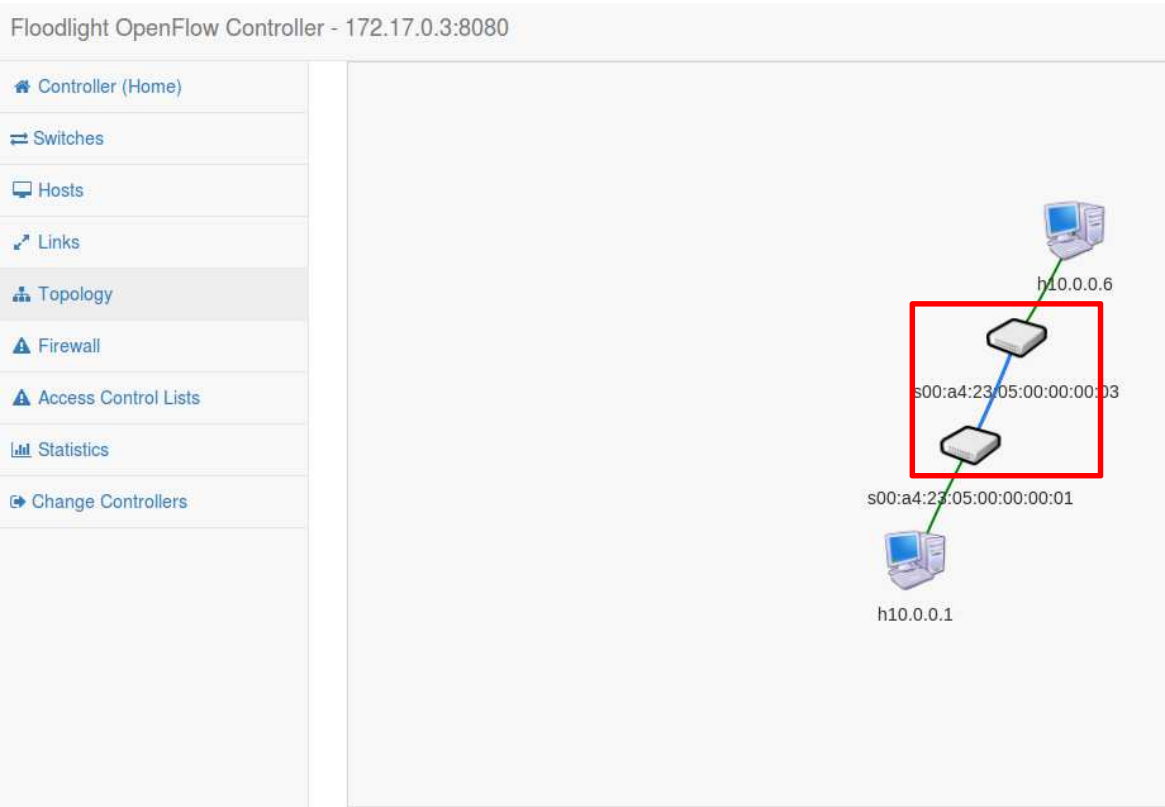 Floodlight OpenFlow Controller - 172.17.0.3:8080
Controller (Home)
Switches
Hosts
Links
Topology
Firewall
Access Control Lists
Statistics
Change Controllers
h10.0.0.6
s00:a4:23:05:00:00:00:03
s00:a4:23:05:00:00:00:01
h10.0.0.1